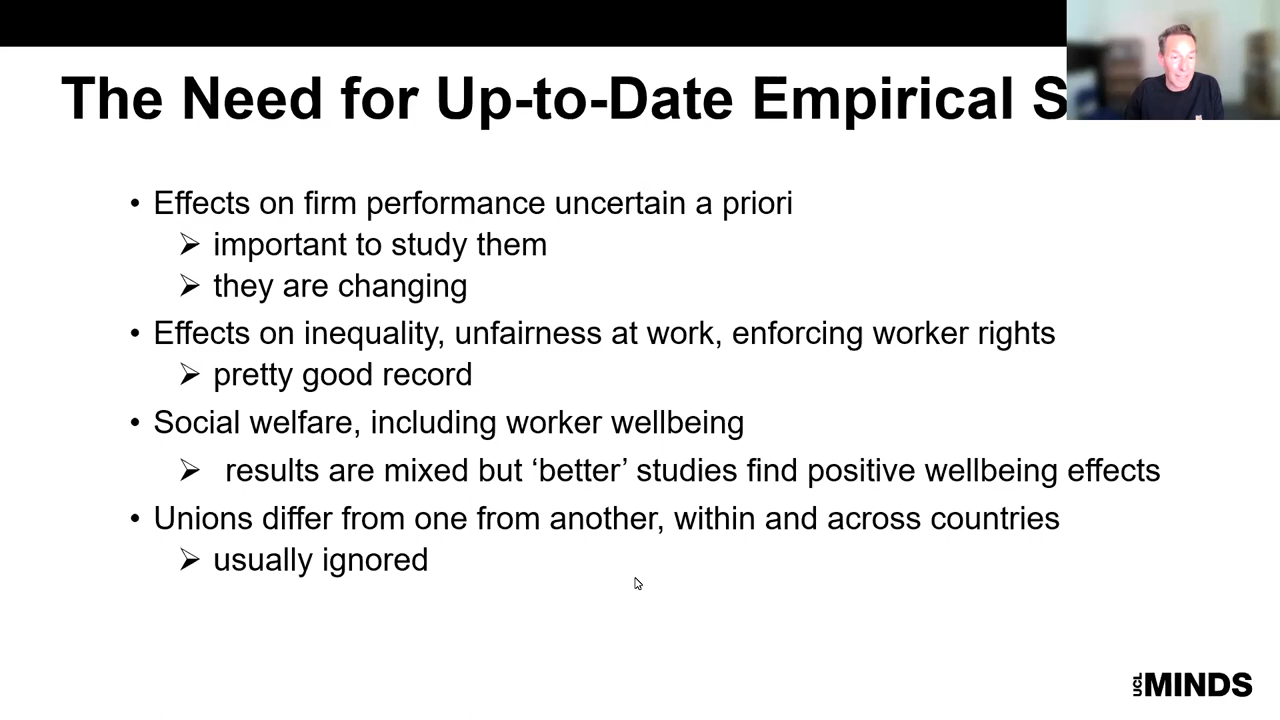 The Need for Up-to-Date Empirical S
• Effects on firm performance uncertain a priori
➢ important to study them
➢ they are changing
• Effects on inequality, unfairness at work, enforcing worker rights
➢ pretty good record
• Social welfare, including worker wellbeing
➢ results are mixed but ‘better’ studies find positive wellbeing effects
• Unions differ from one from another, within and across countries
➢ usually ignored
UCL MINDS